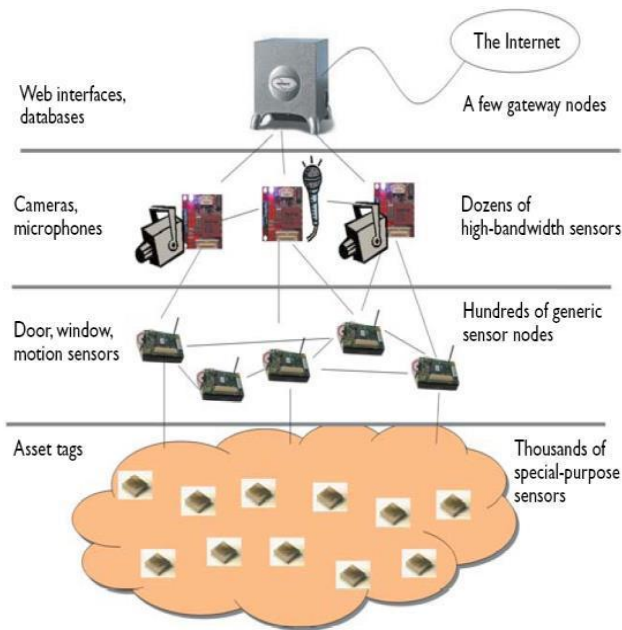 The Internet
Web interfaces,
databases
A few gateway nodes
Cameras,
microphones
Dozens of
high-bandwidth sensors
Door, window,
motion sensors
Hundreds of generic
sensor nodes
Asset tags
Thousands of
special-purpose
sensors